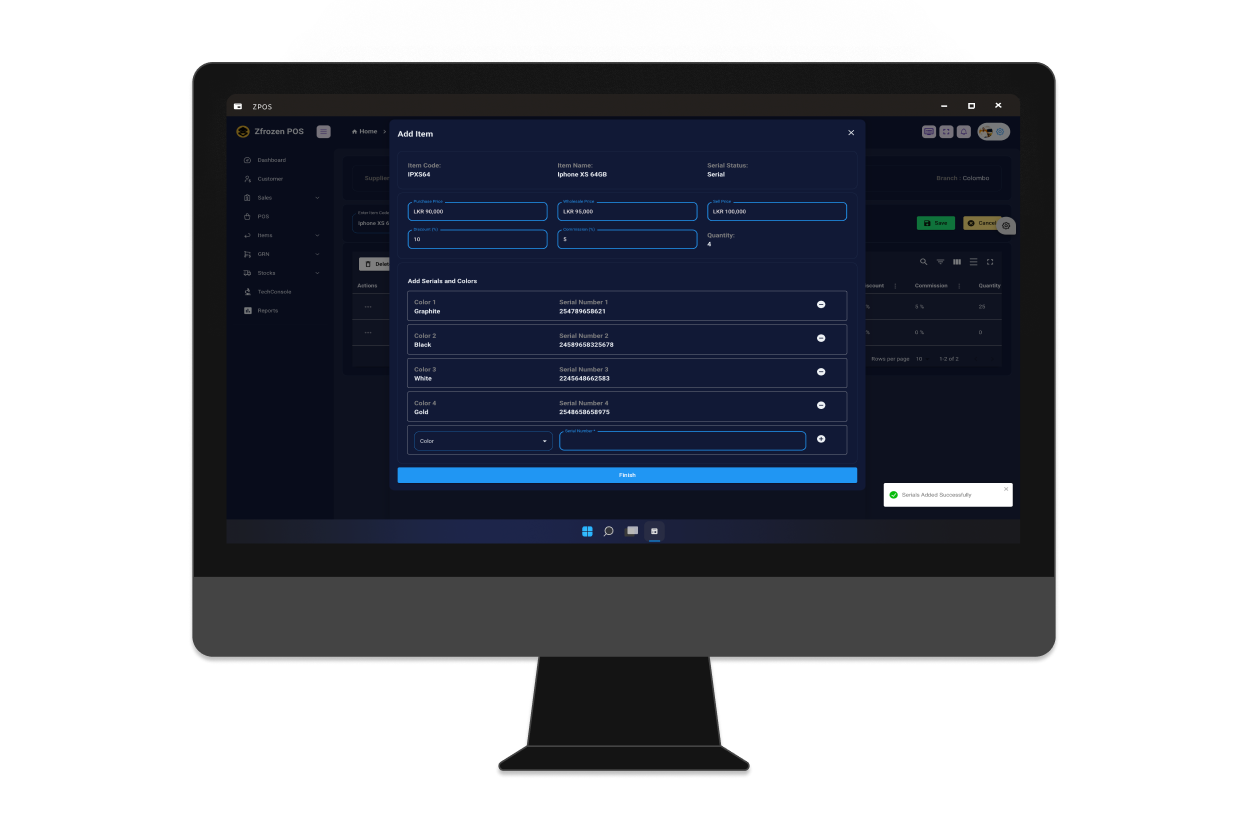 ZPOS
Zfrozen POS
Home
Dashboard
Customer
Sales
POS
Items
GRN
Stocks
TechConsole
Reports
Add Item
Item Code:
IPXS64
Item Name:
Iphone XS 64GB
Serial Status:
Serial
Purchase Price
LKR 90,000
Wholesale Price
LKR 95,000
Sell Price
LKR 100,000
Discount (%)
10
Commission (%)
5
Quantity:
4
Add Serials and Colors
Color 1
Graphite
Serial Number 1
254789658621
Color 2
Black
Serial Number 2
24589658325678
Color 3
White
Serial Number 3
2245648662583
Color 4
Gold
Serial Number 4
2548658658975
Color
Serial Number *
Finish
Supplier
Branch : Colombo
Enter Item Code
Iphone XS 6
Save
Cancel
Actions
Commission
Quantity
5 %
25
0 %
0
Rows per page 10 1-2 of 2
Serials Added Successfully